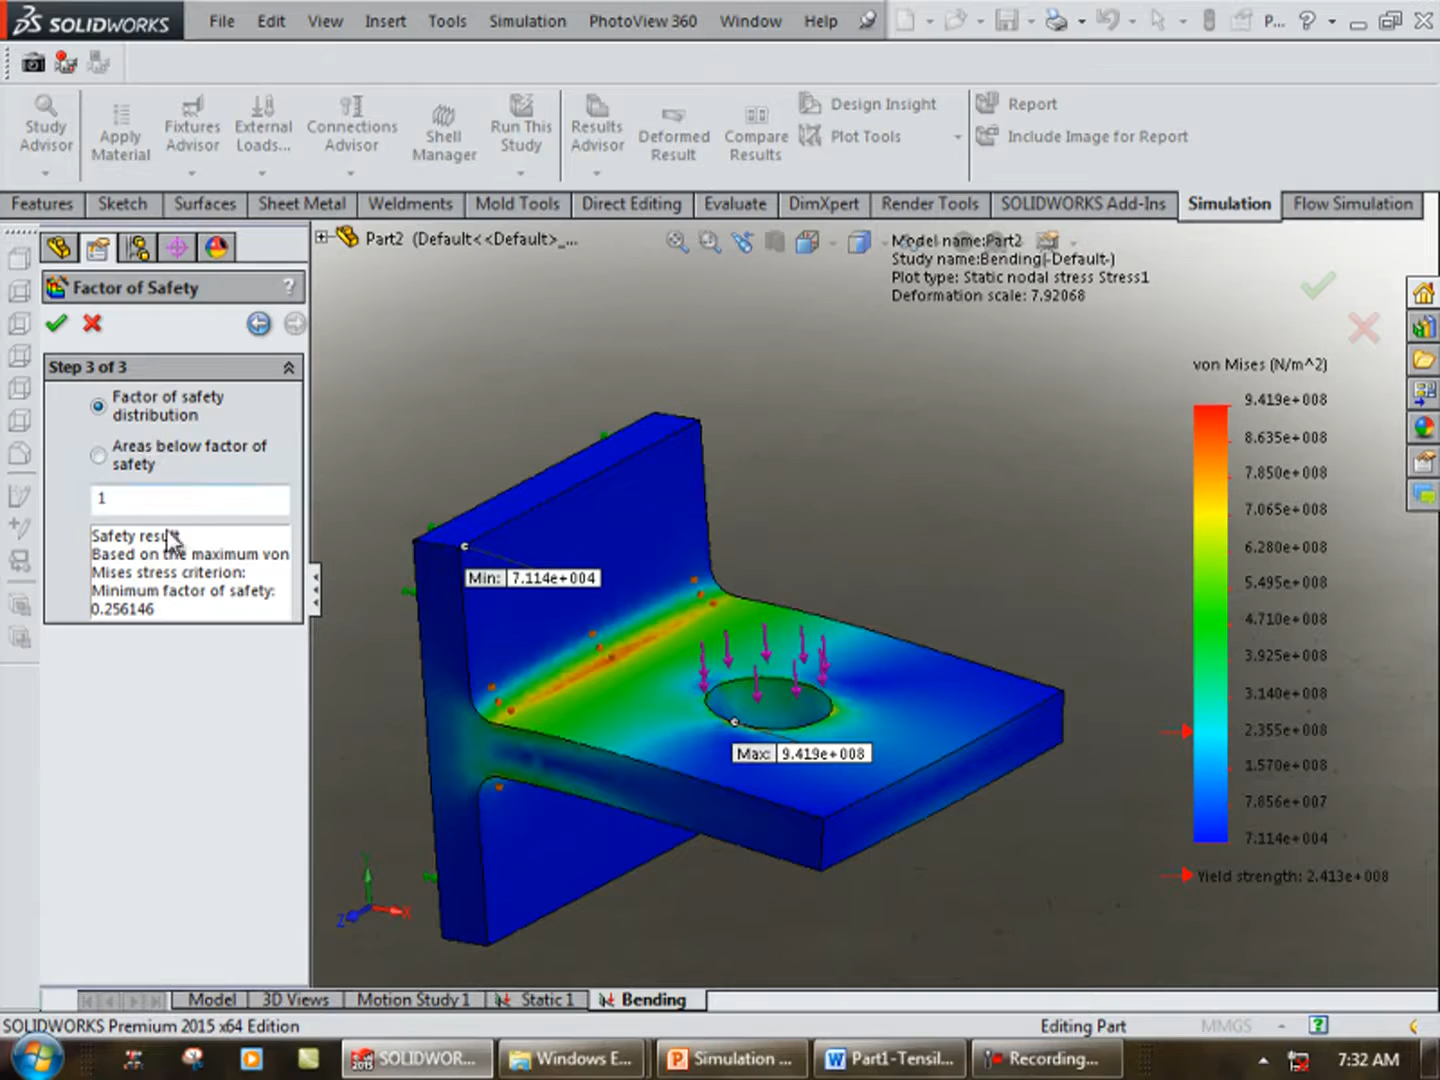 SOLIDWORKS
File Edit View Insert Tools Simulation PhotoView 360 Window Help P... ?
Study Advisor
Apply Material
Fixtures Advisor
External Loads...
Connections Advisor
Shell Manager
Run This Study
Results Advisor
Deformed Result
Compare Results
Design Insight
Plot Tools
Report
Include Image for Report
Features Sketch Surfaces Sheet Metal Weldments Mold Tools Direct Editing Evaluate DimXpert Render Tools SOLIDWORKS Add-Ins Simulation Flow Simulation
Part2 (Default<<Default>_...
Model name:Part2
Study name:Bending(-Default-)
Plot type: Static nodal stress Stress1
Deformation scale: 7.92068
Factor of Safety ?
Step 3 of 3
Factor of safety
distribution
Areas below factor of
safety
1
Safety result
Based on the maximum von
Mises stress criterion:
Minimum factor of safety:
0.256146
Min: 7.114e+004
Max: 9.419e+008
von Mises (N/m^2)
9.419e+008
8.635e+008
7.850e+008
7.065e+008
6.280e+008
5.495e+008
4.710e+008
3.925e+008
3.140e+008
2.355e+008
1.570e+008
7.856e+007
7.114e+004
Yield strength: 2.413e+008
Y
Z
X
Model 3D Views Motion Study 1 Static 1 Bending
SOLIDWORKS Premium 2015 x64 Edition Editing Part MMGS ?
SOLIDWOR... Windows E... Simulation ... Part1-Tensil... Recording... 7:32 AM